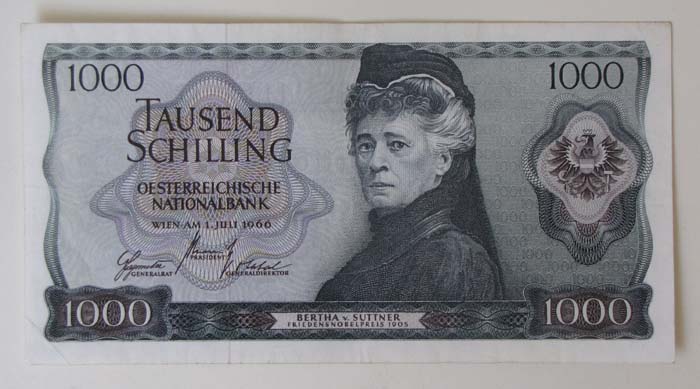 1000
1000
TAUSEND
SCHILLING
OESTERREICHISCHE
NATIONALBANK
WIEN·AM 1. JULI 1966
PRÄSIDENT
GENERALRAT
GENERALDIREKTOR
1000
BERTHA v. SUTTNER
FRIEDENSNOBELPREIS 1905
1000